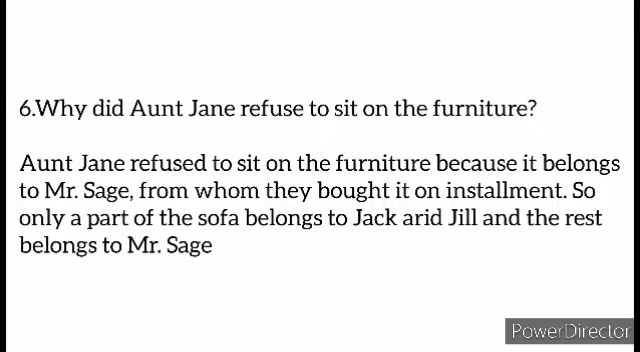 6.Why did Aunt Jane refuse to sit on the furniture?
Aunt Jane refused to sit on the furniture because it belongs
to Mr. Sage, from whom they bought it on installment. So
only a part of the sofa belongs to Jack arid Jill and the rest
belongs to Mr. Sage
PowerDirector